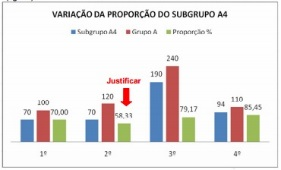 VARIAÇÃO DA PROPORÇÃO DO SUBGRUPO A4
Subgrupo A4 Grupo A Proporção %
Justificar
70 100 70,00
70 120 58,33
190 240 79,17
94 110 85,45
1º 2º 3º 4º